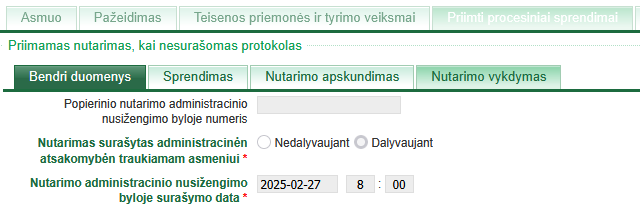 Asmuo Pažeidimas Teisenos priemonės ir tyrimo veiksmai Priimti procesiniai sprendimai
Priimamas nutarimas, kai nesurašomas protokolas
Bendri duomenys Sprendimas Nutarimo apskundimas Nutarimo vykdymas
Popierinio nutarimo administracinio
nusižengimo byloje numeris
Nutarimas surašytas administracinėn Nedalyvaujant Dalyvaujant
atsakomybėn traukiamam asmeniui *
Nutarimo administracinio nusižengimo 2025-02-27 8 : 00
byloje surašymo data *